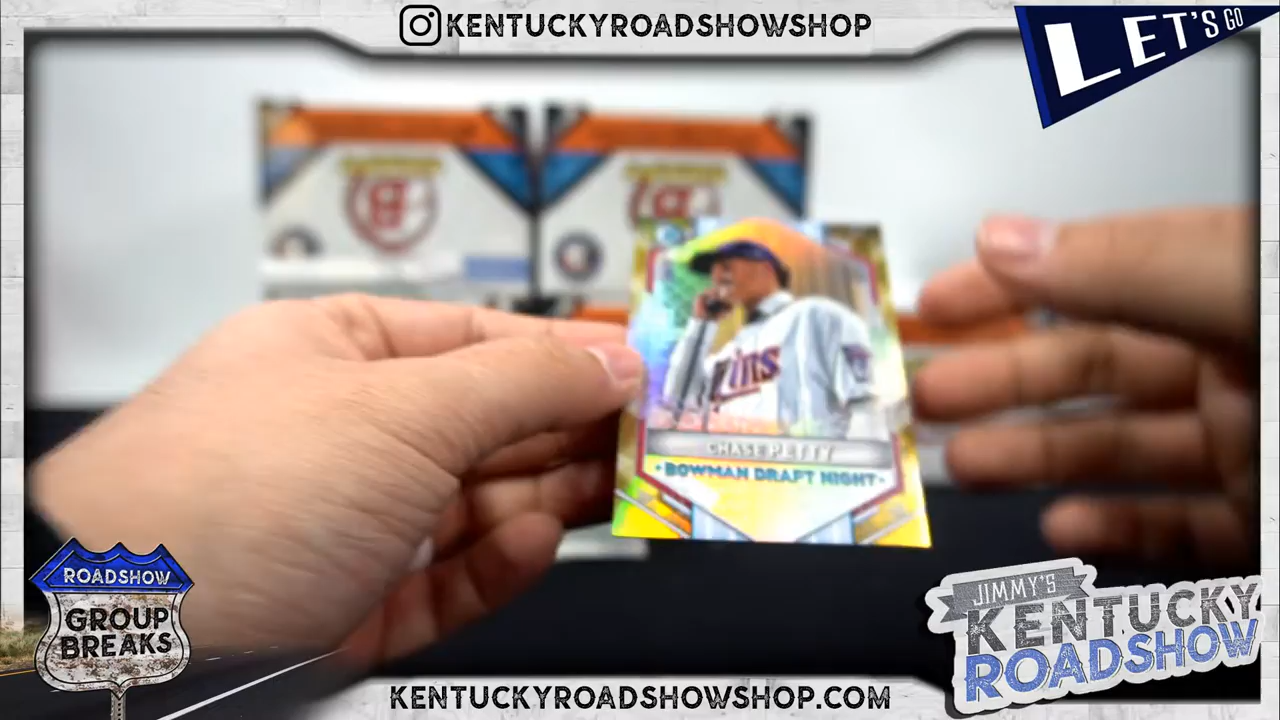 KENTUCKYROADSHOWSHOP
LET'S GO
Twins
CHASE PETTY
• BOWMAN DRAFT NIGHT •
ROADSHOW
GROUP
BREAKS
JIMMY'S
KENTUCKY
ROADSHOW
KENTUCKYROADSHOWSHOP.COM